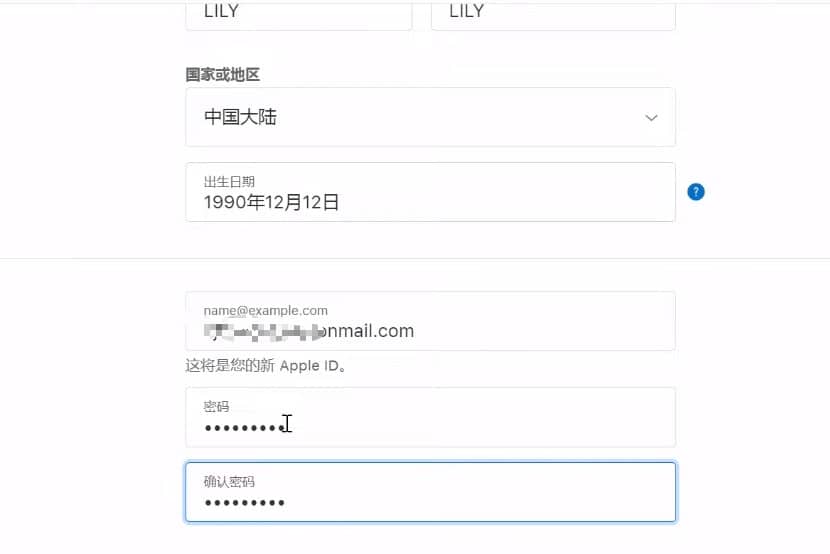 LILY LILY
国家或地区
中国大陆
出生日期
1990年12月12日
?
name@example.com
onmail.com
这将是您的新 Apple ID。
密码
•••••••••
确认密码
•••••••••